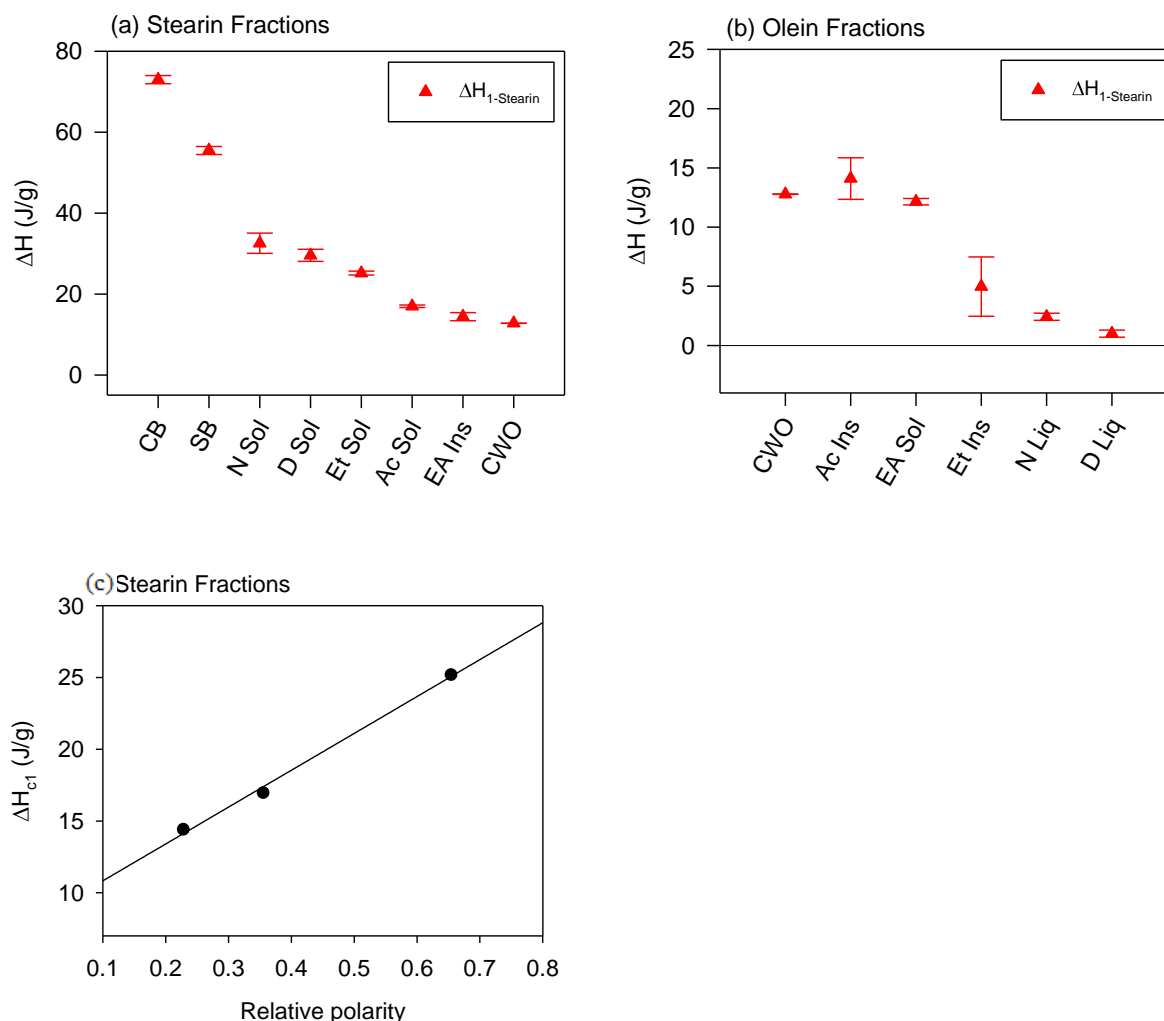 (a) Stearin Fractions
80
60
40
20
0
ΔH (J/g)
ΔH1-Stearin
CB
SB
N Sol
D Sol
Et Sol
Ac Sol
EA Ins
CWO
(b) Olein Fractions
25
20
15
10
5
0
ΔH (J/g)
ΔH1-Stearin
CWO
Ac Ins
EA Sol
Et Ins
N Liq
D Liq
(c) Stearin Fractions
30
25
20
15
10
ΔHc1 (J/g)
0.1 0.2 0.3 0.4 0.5 0.6 0.7 0.8
Relative polarity